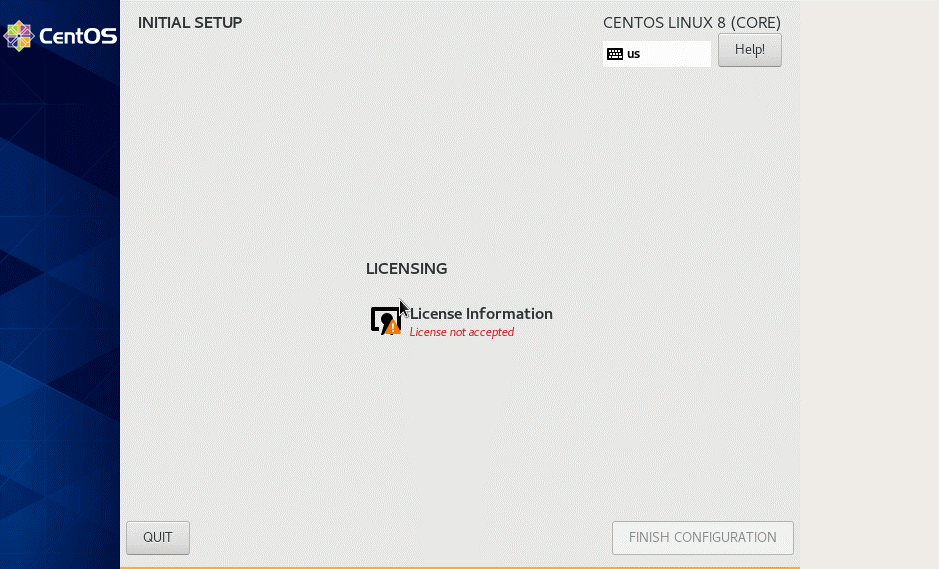 CentOS
INITIAL SETUP
CENTOS LINUX 8 (CORE)
us
Help!
LICENSING
License Information
License not accepted
QUIT
FINISH CONFIGURATION